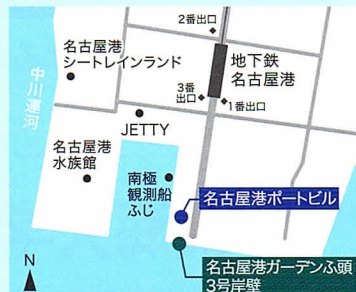 2番出口
名古屋港
シートレインランド
地下鉄
名古屋港
中川運河
3番
出口
1番出口
JETTY
名古屋港
水族館
南極
観測船
ふじ
名古屋港ポートビル
名古屋港ガーデンふ頭
3号岸壁
N